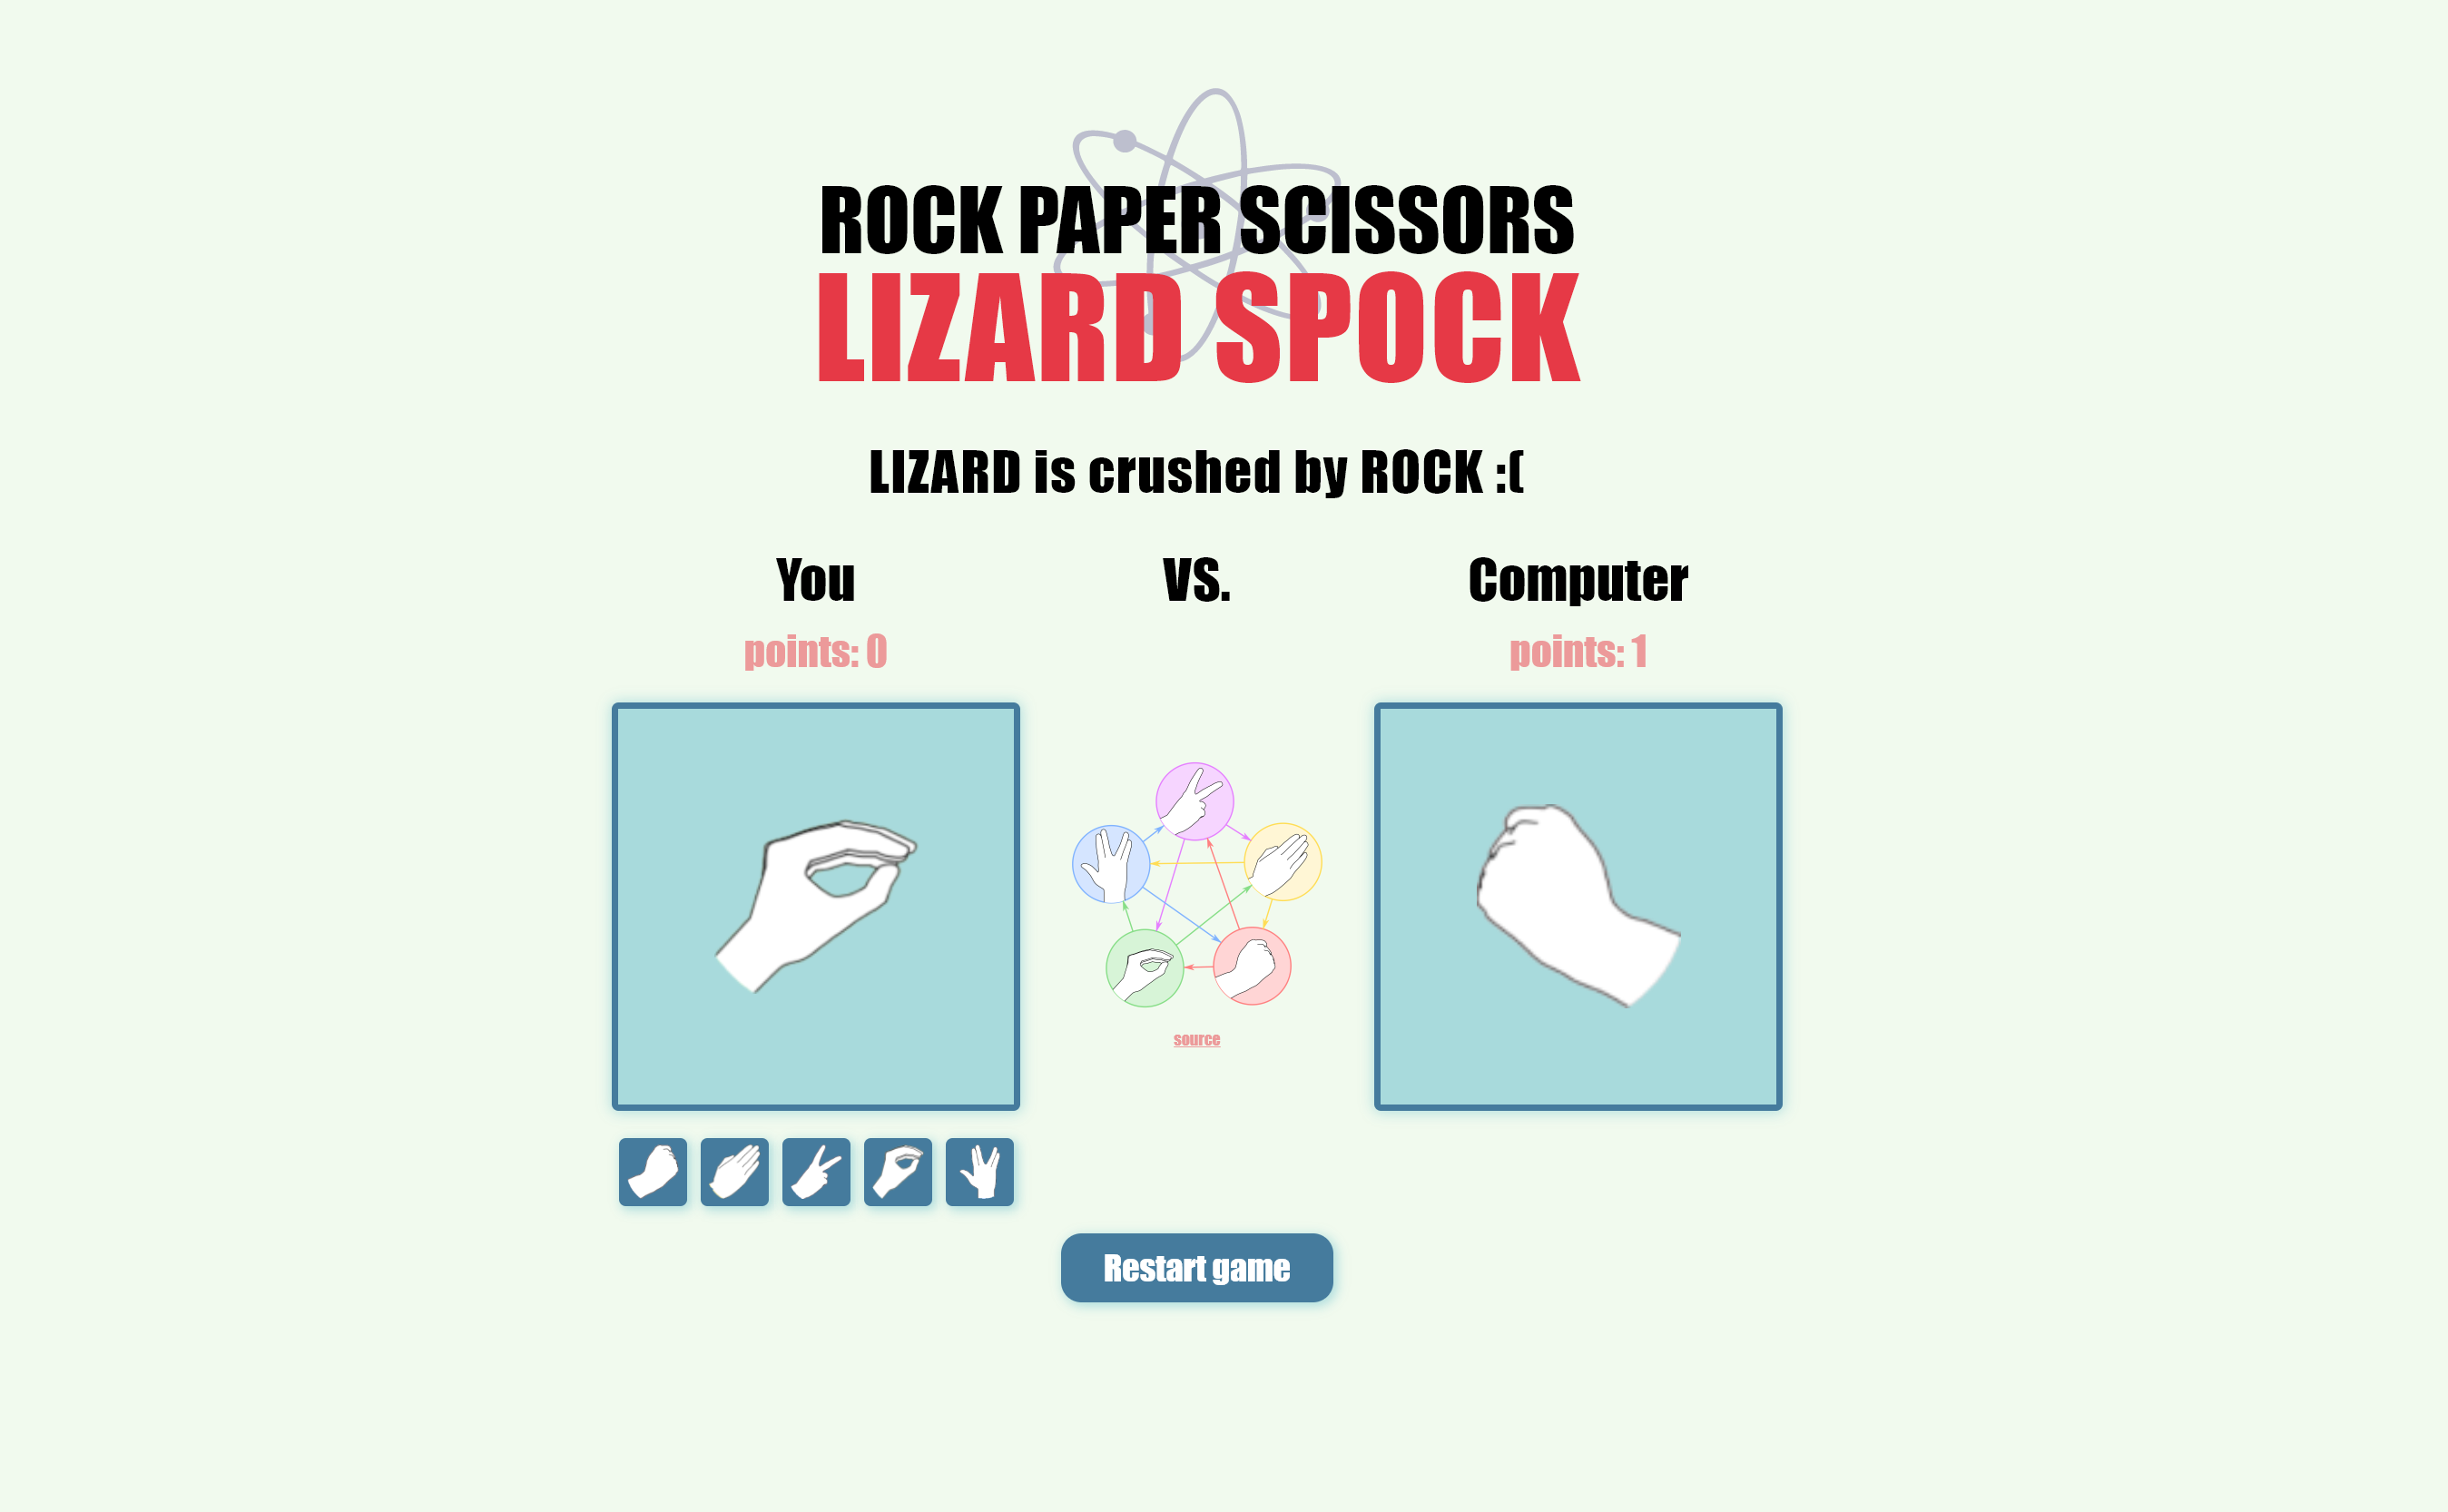 ROCK PAPER SCISSORS
LIZARD SPOCK
LIZARD is crushed by ROCK :(
You
VS.
Computer
points: 0
points: 1
source
Restart game